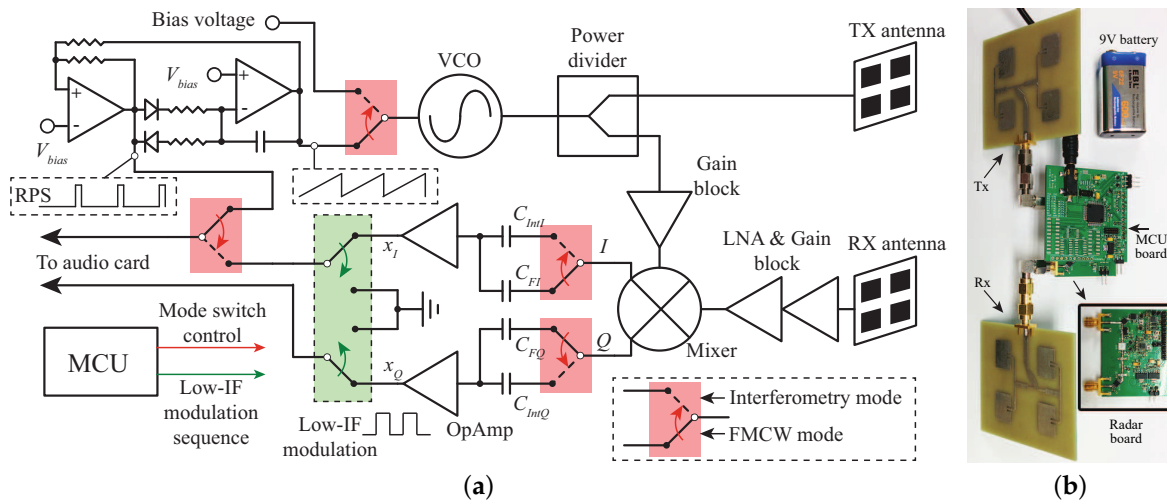 Bias voltage
VCO
Power
divider
TX antenna
V_bias
+
-
+
-
V_bias
RPS
Gain
block
C_IntI
I
x_I
C_FI
LNA & Gain
block
RX antenna
To audio card
Mode switch
control
MCU
Low-IF
modulation
sequence
Low-IF
modulation
x_Q
OpAmp
C_FQ
Q
C_IntQ
Mixer
Interferometry mode
FMCW mode
(a)
9V battery
EBL
Tx
MCU
board
Rx
Radar
board
(b)